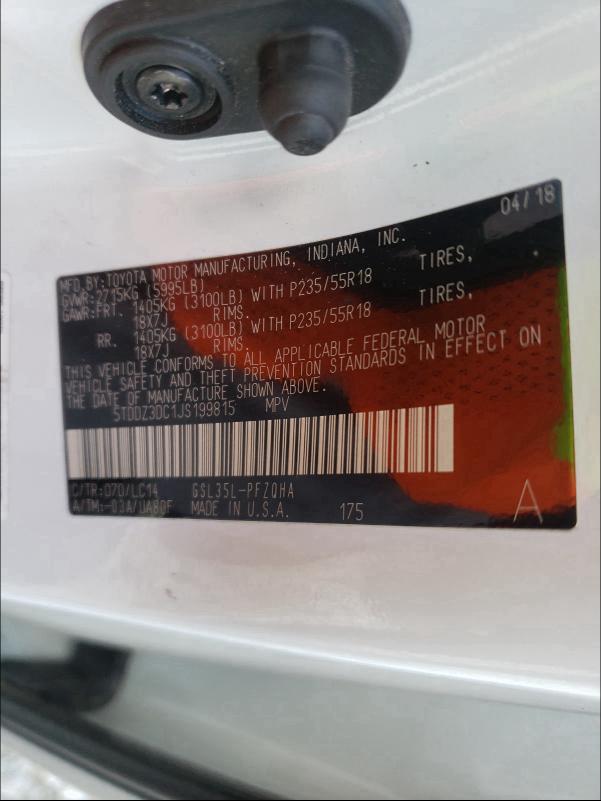 04/18
MFD.BY:TOYOTA MOTOR MANUFACTURING, INDIANA, INC.
GVWR:2715KG (5995LB)
GAWR:FRT. 1405KG (3100LB) WITH P235/55R18 TIRES,
18X7J RIMS.
RR. 1405KG (3100LB) WITH P235/55R18 TIRES,
18X7J RIMS.
THIS VEHICLE CONFORMS TO ALL APPLICABLE FEDERAL MOTOR
VEHICLE SAFETY AND THEFT PREVENTION STANDARDS IN EFFECT ON
THE DATE OF MANUFACTURE SHOWN ABOVE.
5TDDZ3DC1JS199815 MPV
C/TR:070/LC14 GSL35L-PFZQHA
A/TM:-03A/UA80F MADE IN U.S.A. 175 A